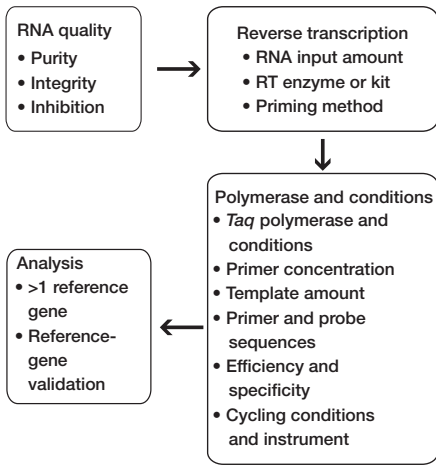 RNA quality
• Purity
• Integrity
• Inhibition
Reverse transcription
• RNA input amount
• RT enzyme or kit
• Priming method
Polymerase and conditions
• Taq polymerase and
conditions
• Primer concentration
• Template amount
• Primer and probe
sequences
• Efficiency and
specificity
• Cycling conditions
and instrument
Analysis
• >1 reference
gene
• Reference-
gene
validation